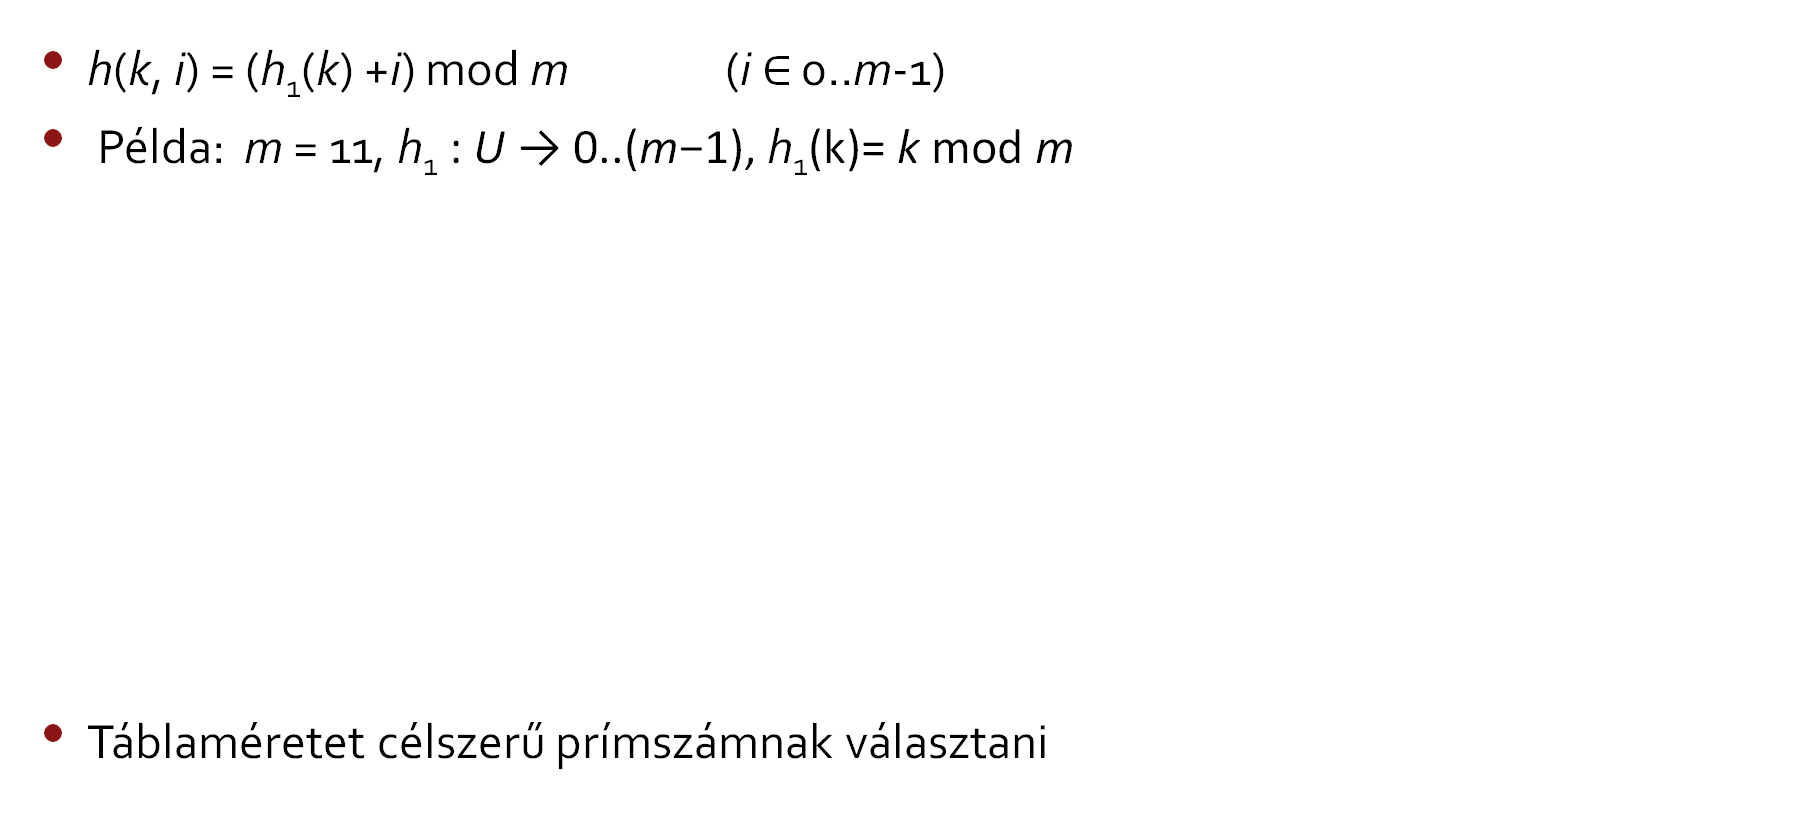 • h(k, i) = (h₁(k) +i) mod m (i ∈ 0..m-1)
• Példa: m = 11, h₁ : U → 0..(m−1), h₁(k)= k mod m
• Táblaméretet célszerű prímszámnak választani